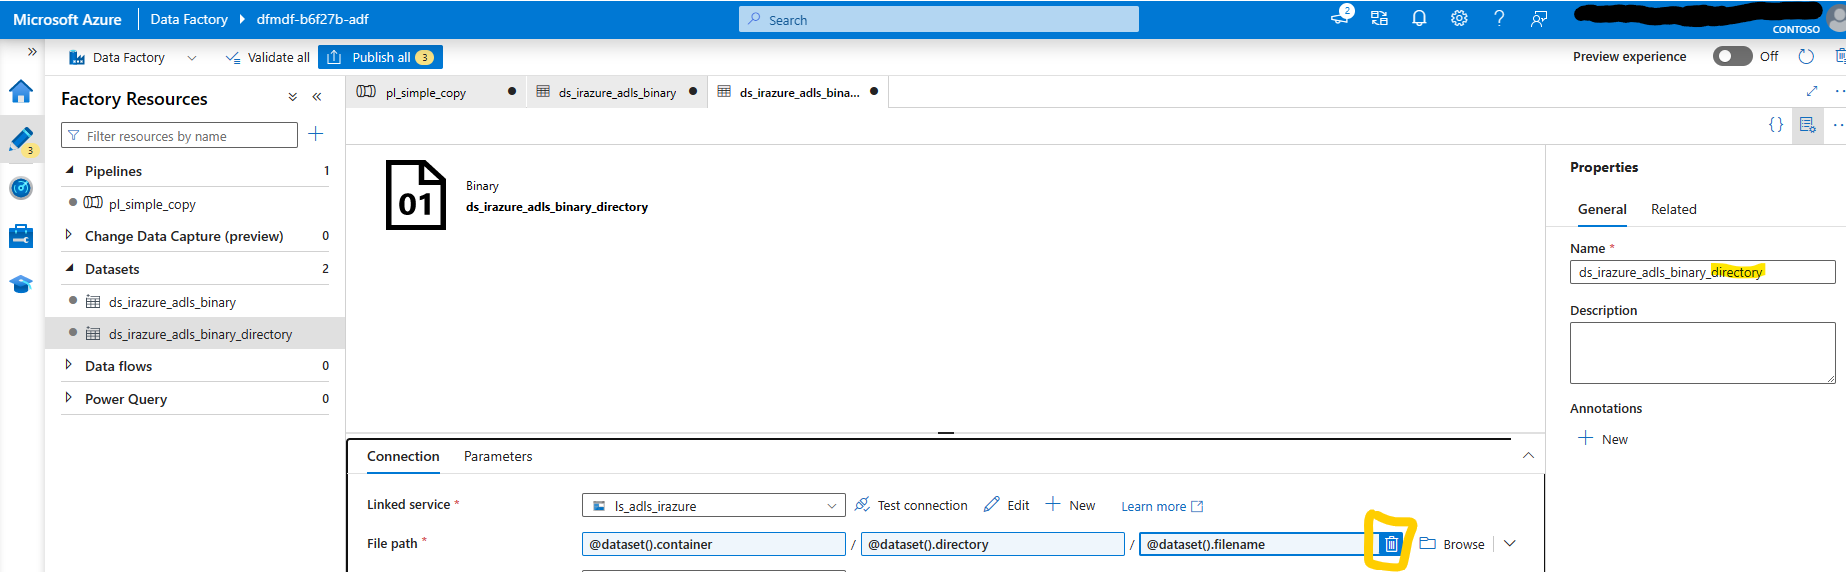 Microsoft Azure Data Factory dfmdf-b6f27b-adf Search 2 ? CONTOSO
Data Factory Validate all Publish all 3 Preview experience Off
Factory Resources
pl_simple_copy ds_irazure_adls_binary ds_irazure_adls_bina...
Filter resources by name
3
Pipelines 1
pl_simple_copy
Change Data Capture (preview) 0
Datasets 2
ds_irazure_adls_binary
ds_irazure_adls_binary_directory
Data flows 0
Power Query 0
{}
01
Binary
ds_irazure_adls_binary_directory
Properties
General Related
Name *
ds_irazure_adls_binary_directory
Description
Annotations
New
Connection Parameters
Linked service * ls_adls_irazure Test connection Edit New Learn more
File path * @dataset().container / @dataset().directory / @dataset().filename Browse